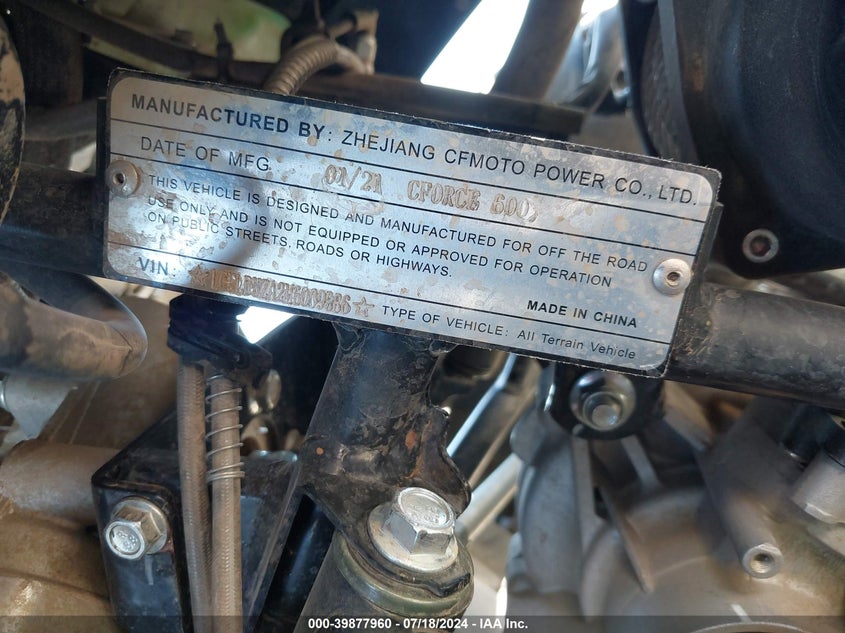 MANUFACTURED BY: ZHEJIANG CFMOTO POWER CO., LTD.
DATE OF MFG. 01/21 CFORCE 600
THIS VEHICLE IS DESIGNED AND MANUFACTURED FOR OFF THE ROAD
USE ONLY AND IS NOT EQUIPPED OR APPROVED FOR OPERATION
ON PUBLIC STREETS, ROADS OR HIGHWAYS.
MADE IN CHINA
VIN:
TYPE OF VEHICLE: All Terrain Vehicle
000-39877960 - 07/18/2024 - IAA Inc.